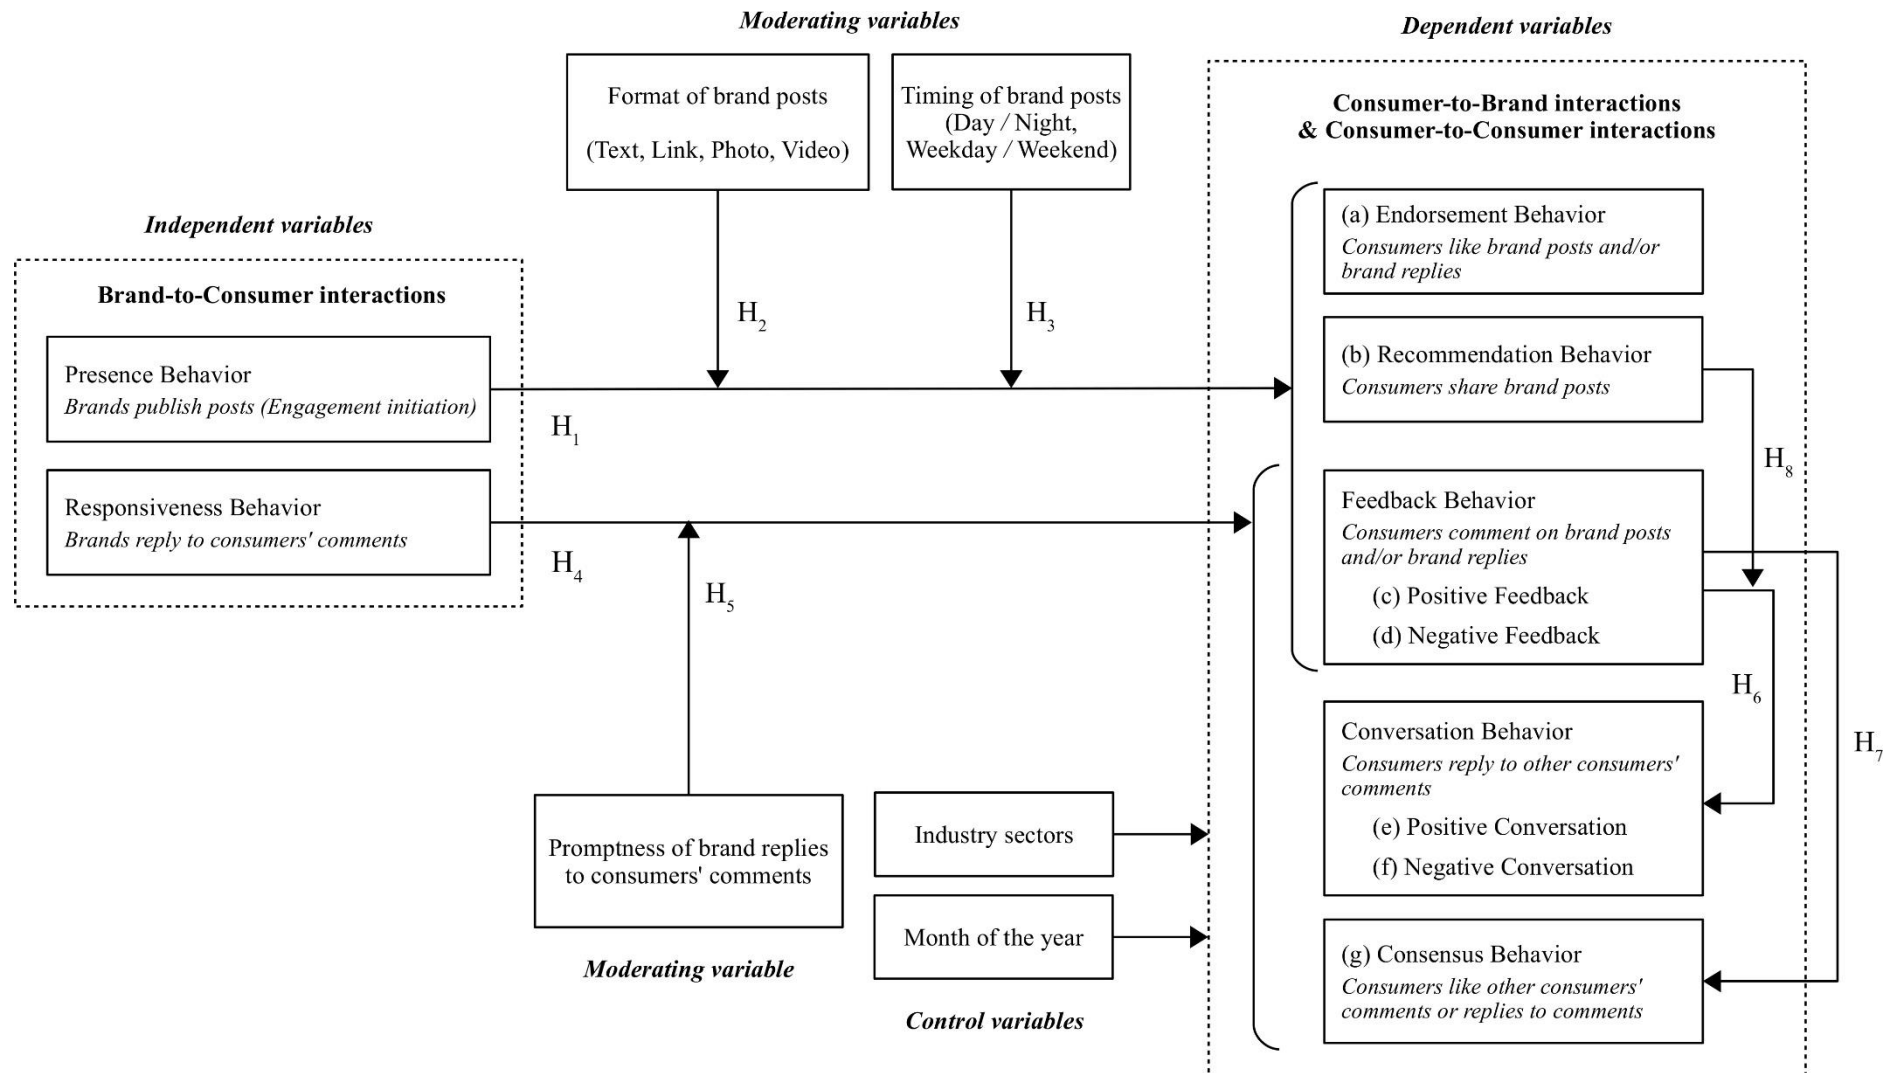 Moderating variables
Format of brand posts
(Text, Link, Photo, Video)
Timing of brand posts
(Day / Night,
Weekday / Weekend)
Dependent variables
Consumer-to-Brand interactions
& Consumer-to-Consumer interactions
Independent variables
Brand-to-Consumer interactions
Presence Behavior
Brands publish posts (Engagement initiation)
Responsiveness Behavior
Brands reply to consumers' comments
H1
H2
H3
H4
H5
(a) Endorsement Behavior
Consumers like brand posts and/or
brand replies
(b) Recommendation Behavior
Consumers share brand posts
H8
Feedback Behavior
Consumers comment on brand posts
and/or brand replies
(c) Positive Feedback
(d) Negative Feedback
H6
H7
Conversation Behavior
Consumers reply to other consumers'
comments
(e) Positive Conversation
(f) Negative Conversation
(g) Consensus Behavior
Consumers like other consumers'
comments or replies to comments
Promptness of brand replies
to consumers' comments
Moderating variable
Industry sectors
Month of the year
Control variables